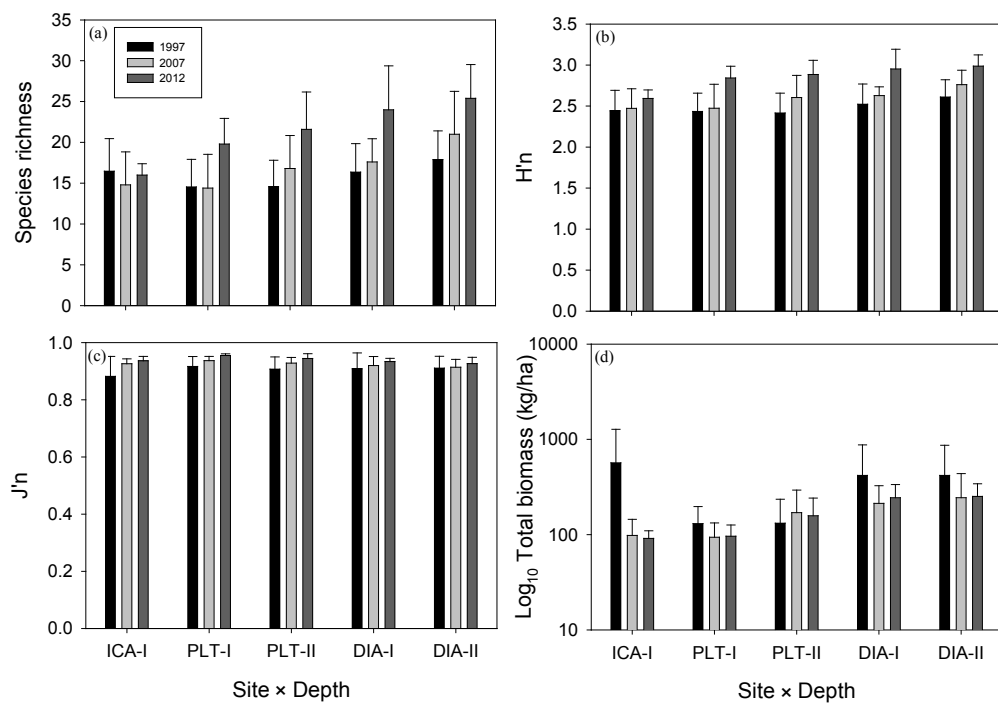 (a)
1997
2007
2012
Species richness
35
30
25
20
15
10
5
0
(b)
H'n
3.5
3.0
2.5
2.0
1.5
1.0
0.5
0.0
(c)
J'n
1.0
0.8
0.6
0.4
0.2
0.0
ICA-I PLT-I PLT-II DIA-I DIA-II
Site × Depth
(d)
Log10 Total biomass (kg/ha)
10000
1000
100
10
ICA-I PLT-I PLT-II DIA-I DIA-II
Site × Depth